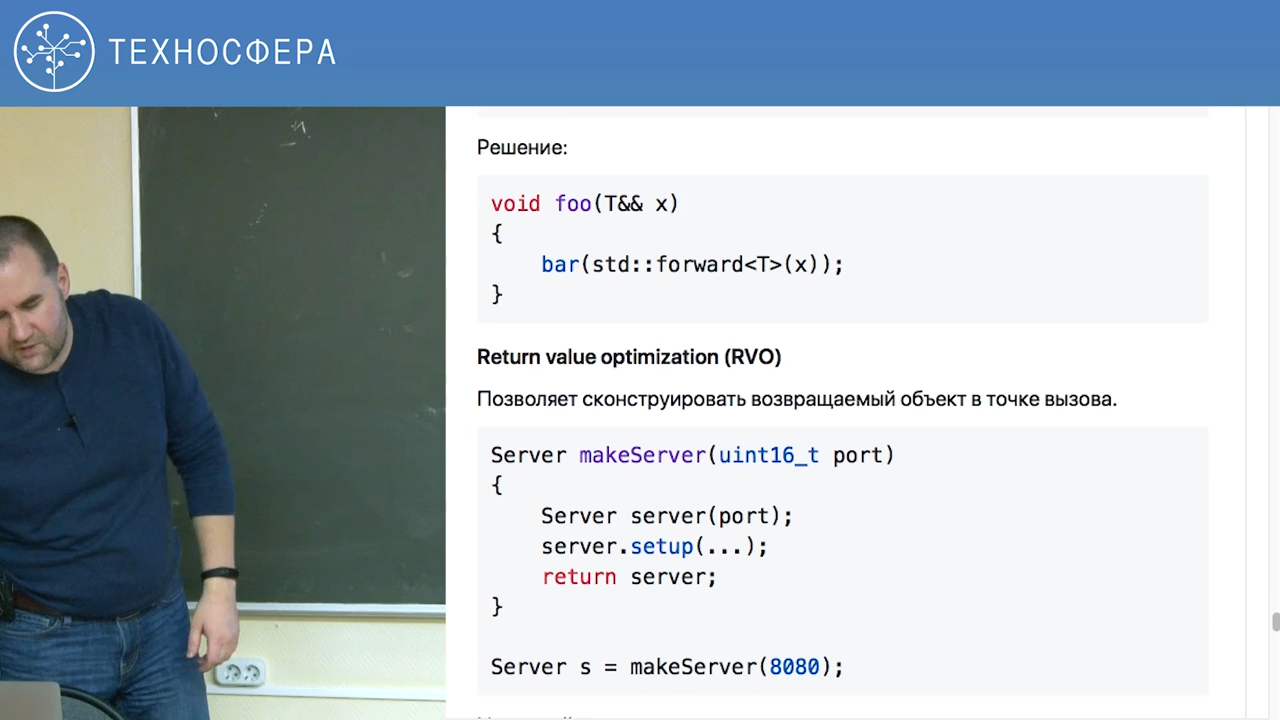 ТЕХНОСФЕРА
Решение:
void foo(T&& x)
{
    bar(std::forward<T>(x));
}
Return value optimization (RVO)
Позволяет сконструировать возвращаемый объект в точке вызова.
Server makeServer(uint16_t port)
{
    Server server(port);
    server.setup(...);
    return server;
}
Server s = makeServer(8080);